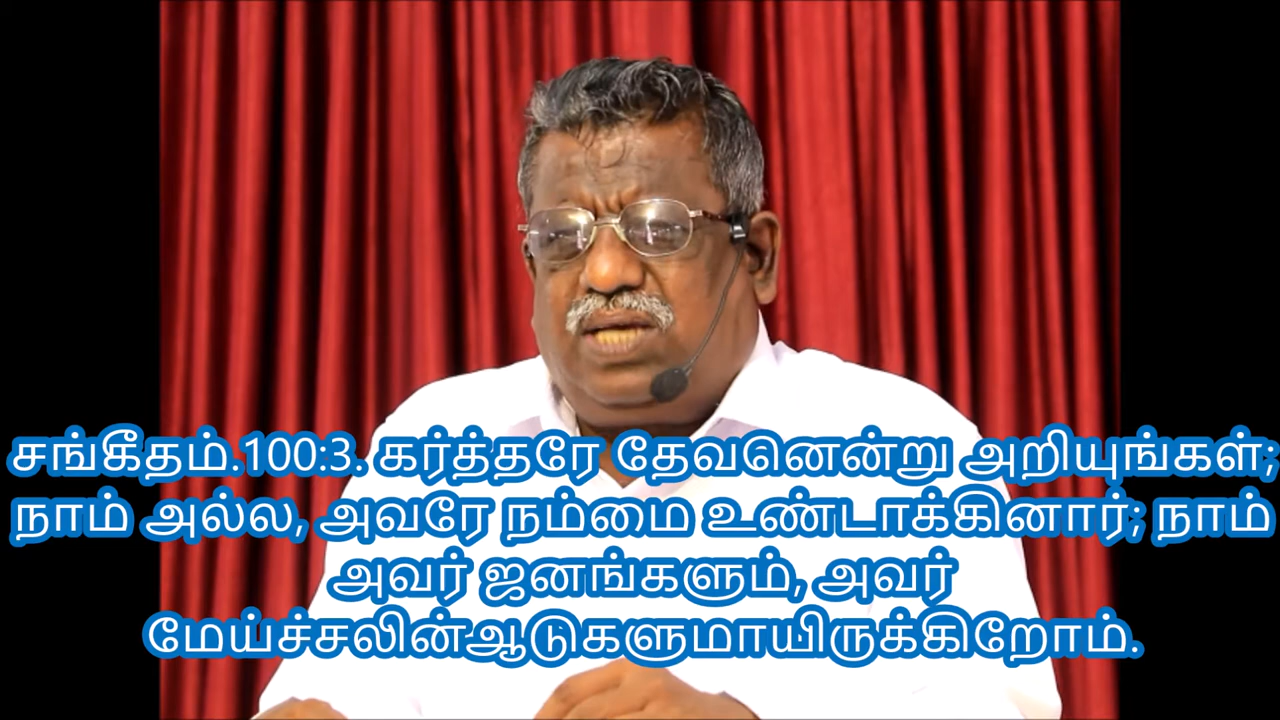 சங்கீதம்.100:3. கர்த்தரே தேவனென்று அறியுங்கள்;
நாம் அல்ல, அவரே நம்மை உண்டாக்கினார்; நாம்
அவர் ஜனங்களும், அவர்
மேய்ச்சலின்ஆடுகளுமாயிருக்கிறோம்.